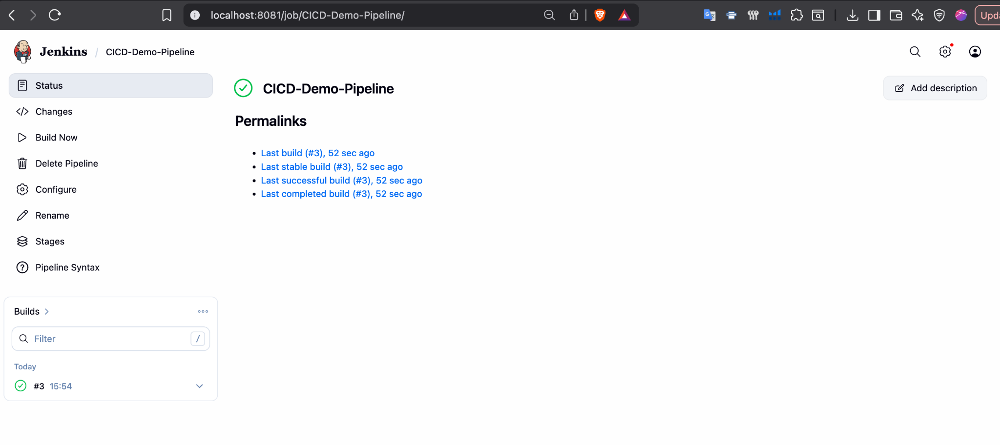 localhost:8081/job/CICD-Demo-Pipeline/
Jenkins / CICD-Demo-Pipeline
Status
Changes
Build Now
Delete Pipeline
Configure
Rename
Stages
Pipeline Syntax
Builds
Filter /
Today
#3 15:54
CICD-Demo-Pipeline
Add description
Permalinks
Last build (#3), 52 sec ago
Last stable build (#3), 52 sec ago
Last successful build (#3), 52 sec ago
Last completed build (#3), 52 sec ago